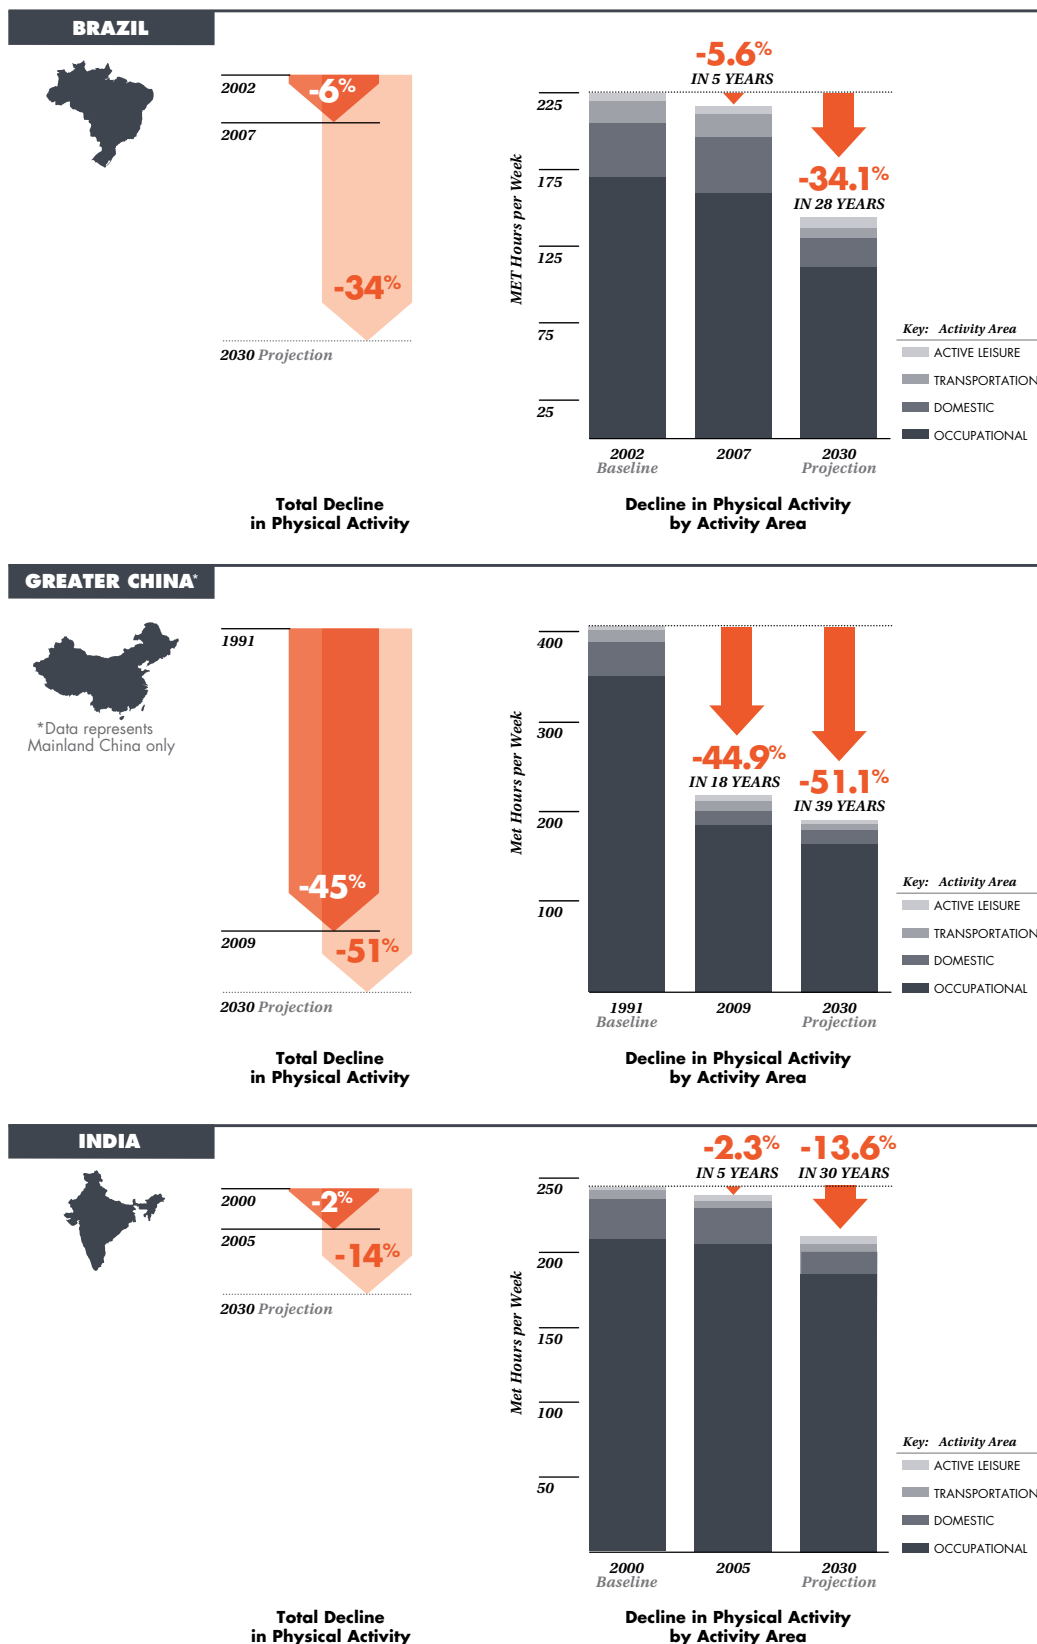 BRAZIL
2002
-6%
2007
-34%
2030 Projection
Total Decline
in Physical Activity
-5.6%
IN 5 YEARS
-34.1%
IN 28 YEARS
MET Hours per Week
225
175
125
75
25
2002
Baseline
2007
2030
Projection
Key: Activity Area
ACTIVE LEISURE
TRANSPORTATION
DOMESTIC
OCCUPATIONAL
Decline in Physical Activity
by Activity Area
GREATER CHINA*
*Data represents
Mainland China only
1991
-45%
2009
-51%
2030 Projection
Total Decline
in Physical Activity
Met Hours per Week
400
300
200
100
-44.9%
IN 18 YEARS
-51.1%
IN 39 YEARS
1991
Baseline
2009
2030
Projection
Key: Activity Area
ACTIVE LEISURE
TRANSPORTATION
DOMESTIC
OCCUPATIONAL
Decline in Physical Activity
by Activity Area
INDIA
2000
-2%
2005
-14%
2030 Projection
Total Decline
in Physical Activity
-2.3%
IN 5 YEARS
-13.6%
IN 30 YEARS
Met Hours per Week
250
200
150
100
50
2000
Baseline
2005
2030
Projection
Key: Activity Area
ACTIVE LEISURE
TRANSPORTATION
DOMESTIC
OCCUPATIONAL
Decline in Physical Activity
by Activity Area